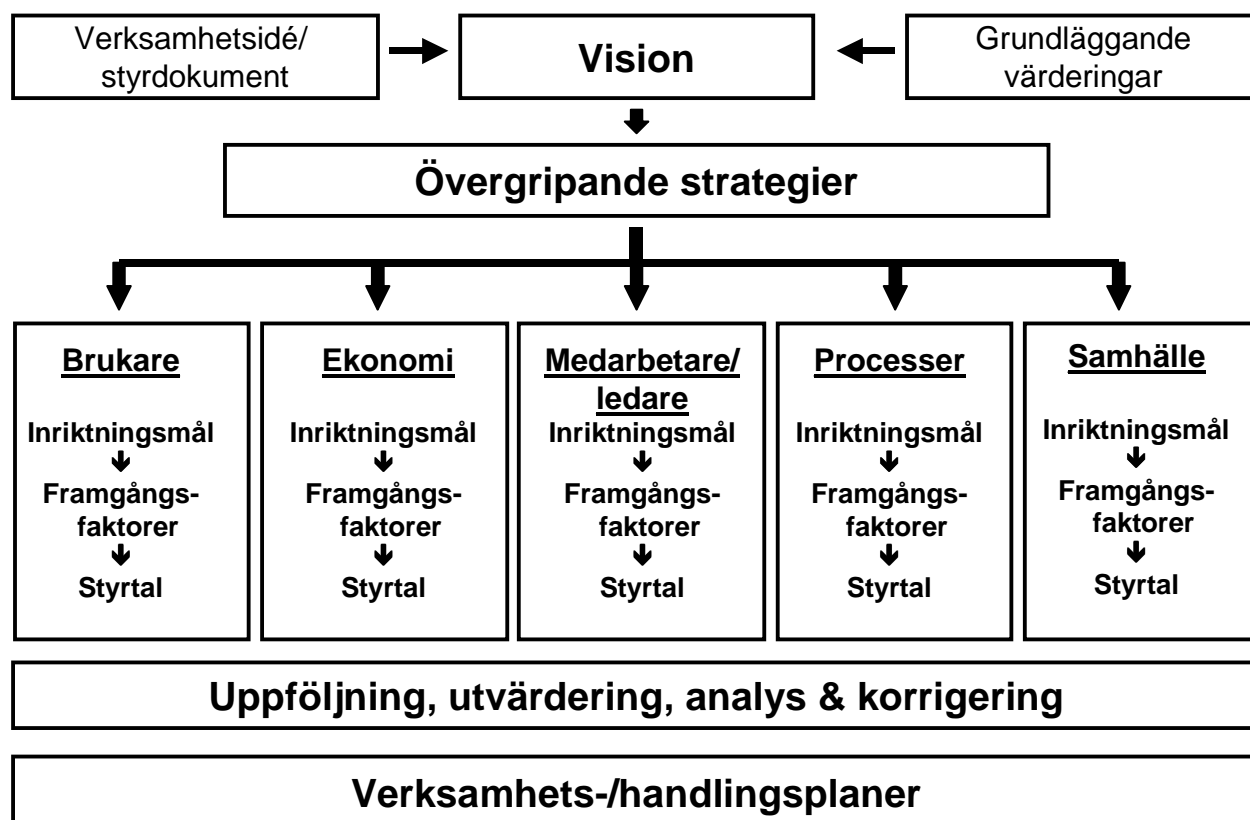 Verksamhetsidé/
styrdokument
Vision
Grundläggande
värderingar
Övergripande strategier
Brukare
Inriktningsmål
Framgångs-
faktorer
Styrtal
Ekonomi
Inriktningsmål
Framgångs-
faktorer
Styrtal
Medarbetare/
ledare
Inriktningsmål
Framgångs-
faktorer
Styrtal
Processer
Inriktningsmål
Framgångs-
faktorer
Styrtal
Samhälle
Inriktningsmål
Framgångs-
faktorer
Styrtal
Uppföljning, utvärdering, analys & korrigering
Verksamhets-/handlingsplaner